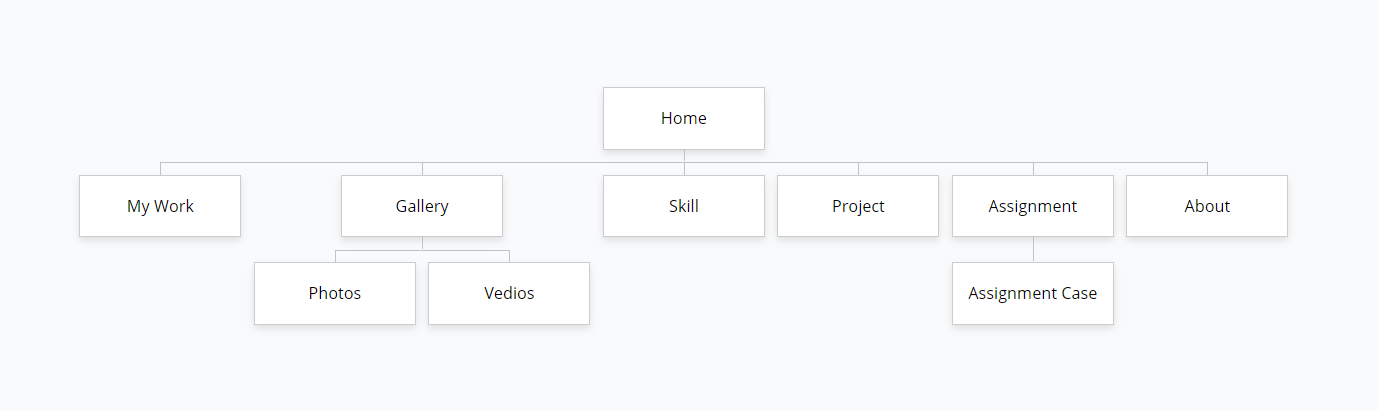 Home
My Work
Gallery
Skill
Project
Assignment
About
Photos
Vedios
Assignment Case